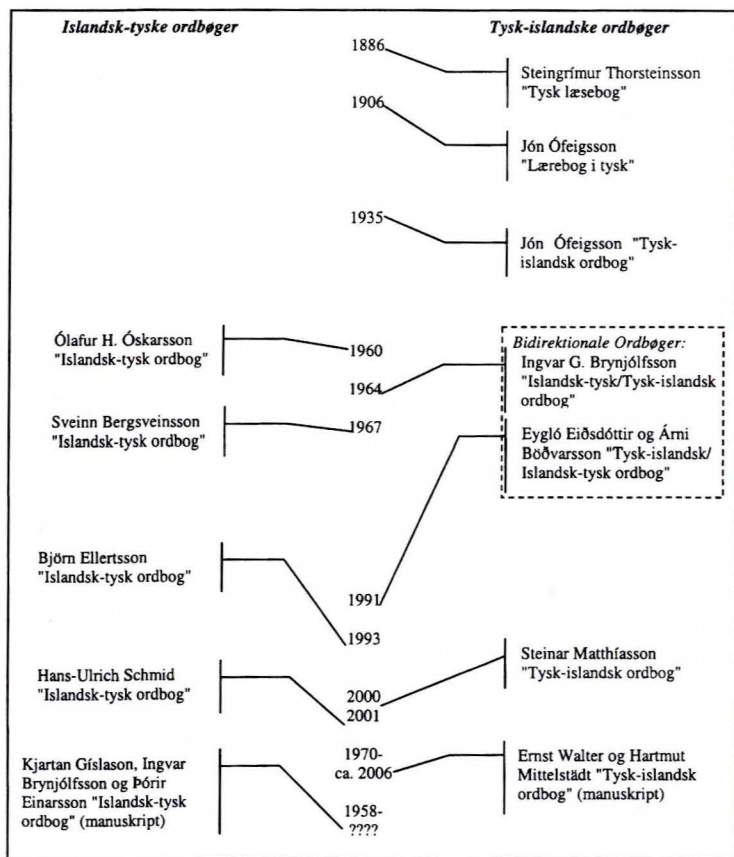 Islandsk-tyske ordbøger
Tysk-islandske ordbøger
1886
Steingrímur Thorsteinsson
"Tysk læsebog"
1906
Jón Ófeigsson
"Lærebog i tysk"
1935
Jón Ófeigsson "Tysk-
islandsk ordbog"
Ólafur H. Óskarsson
"Islandsk-tysk ordbog"
1960
Bidirektionale Ordbøger:
Ingvar G. Brynjólfsson
"Islandsk-tysk/Tysk-islandsk
ordbog"
1964
Sveinn Bergsveinsson
"Islandsk-tysk ordbog"
1967
Eygló Eiðsdóttir og Árni
Böðvarsson "Tysk-islandsk/
Islandsk-tysk ordbog"
Björn Ellertsson
"Islandsk-tysk ordbog"
1991
1993
Steinar Matthíasson
"Tysk-islandsk ordbog"
Hans-Ulrich Schmid
"Islandsk-tysk ordbog"
2000
2001
Kjartan Gíslason, Ingvar
Brynjólfsson og Þórir
Einarsson "Islandsk-tysk
ordbog" (manuskript)
1970-
ca. 2006
Ernst Walter og Hartmut
Mittelstädt "Tysk-islandsk
ordbog" (manuskript)
1958-
????